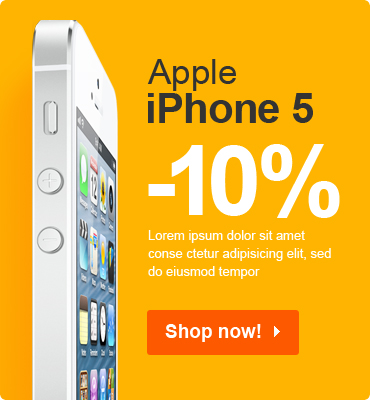 Apple
iPhone 5
-10%
Lorem ipsum dolor sit amet
conse ctetur adipisicing elit, sed
do eiusmod tempor
Shop now!